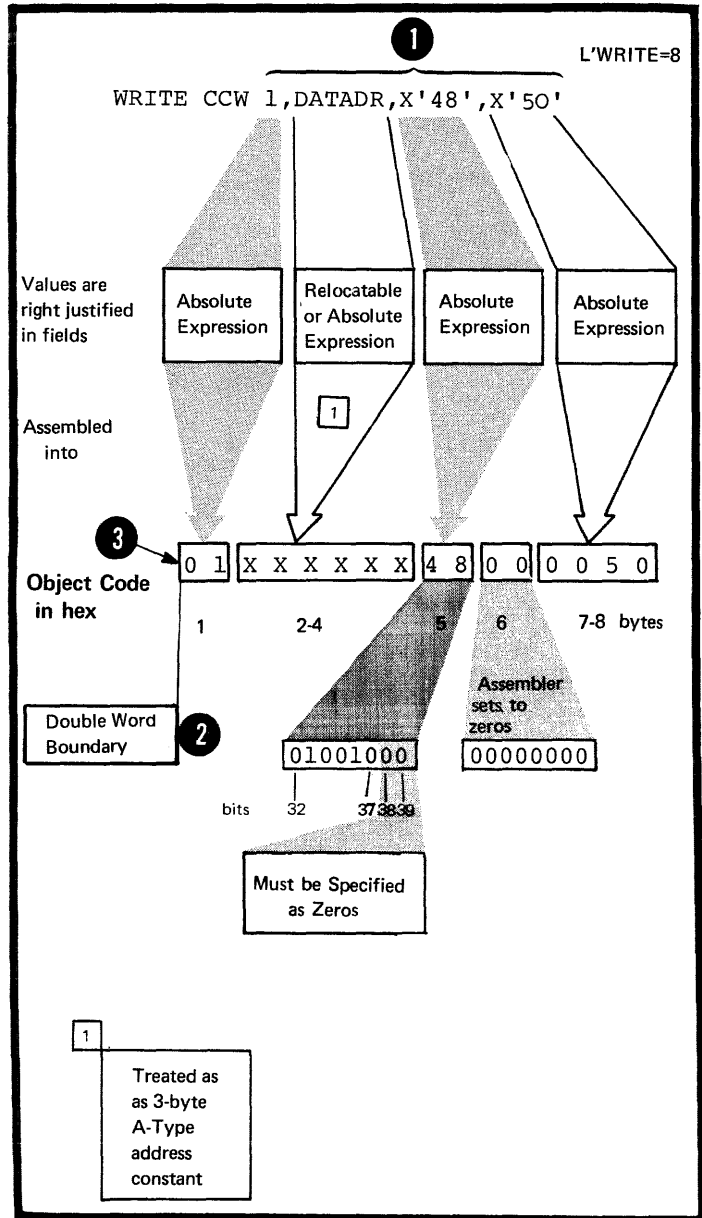 1
L'WRITE=8
WRITE CCW 1,DATADR,X'48',X'50'
Values are
right justified
in fields
Absolute
Expression
Relocatable
or Absolute
Expression
Absolute
Expression
Absolute
Expression
1
Assembled
into
3
0 1 X X X X X X 4 8 0 0 0 0 5 0
Object Code
in hex
1 2-4 5 6 7-8 bytes
Assembler
sets to
zeros
Double Word
Boundary
2
01001000 00000000
bits 32 37 38 39
Must be Specified
as Zeros
1
Treated as
as 3-byte
A-Type
address
constant